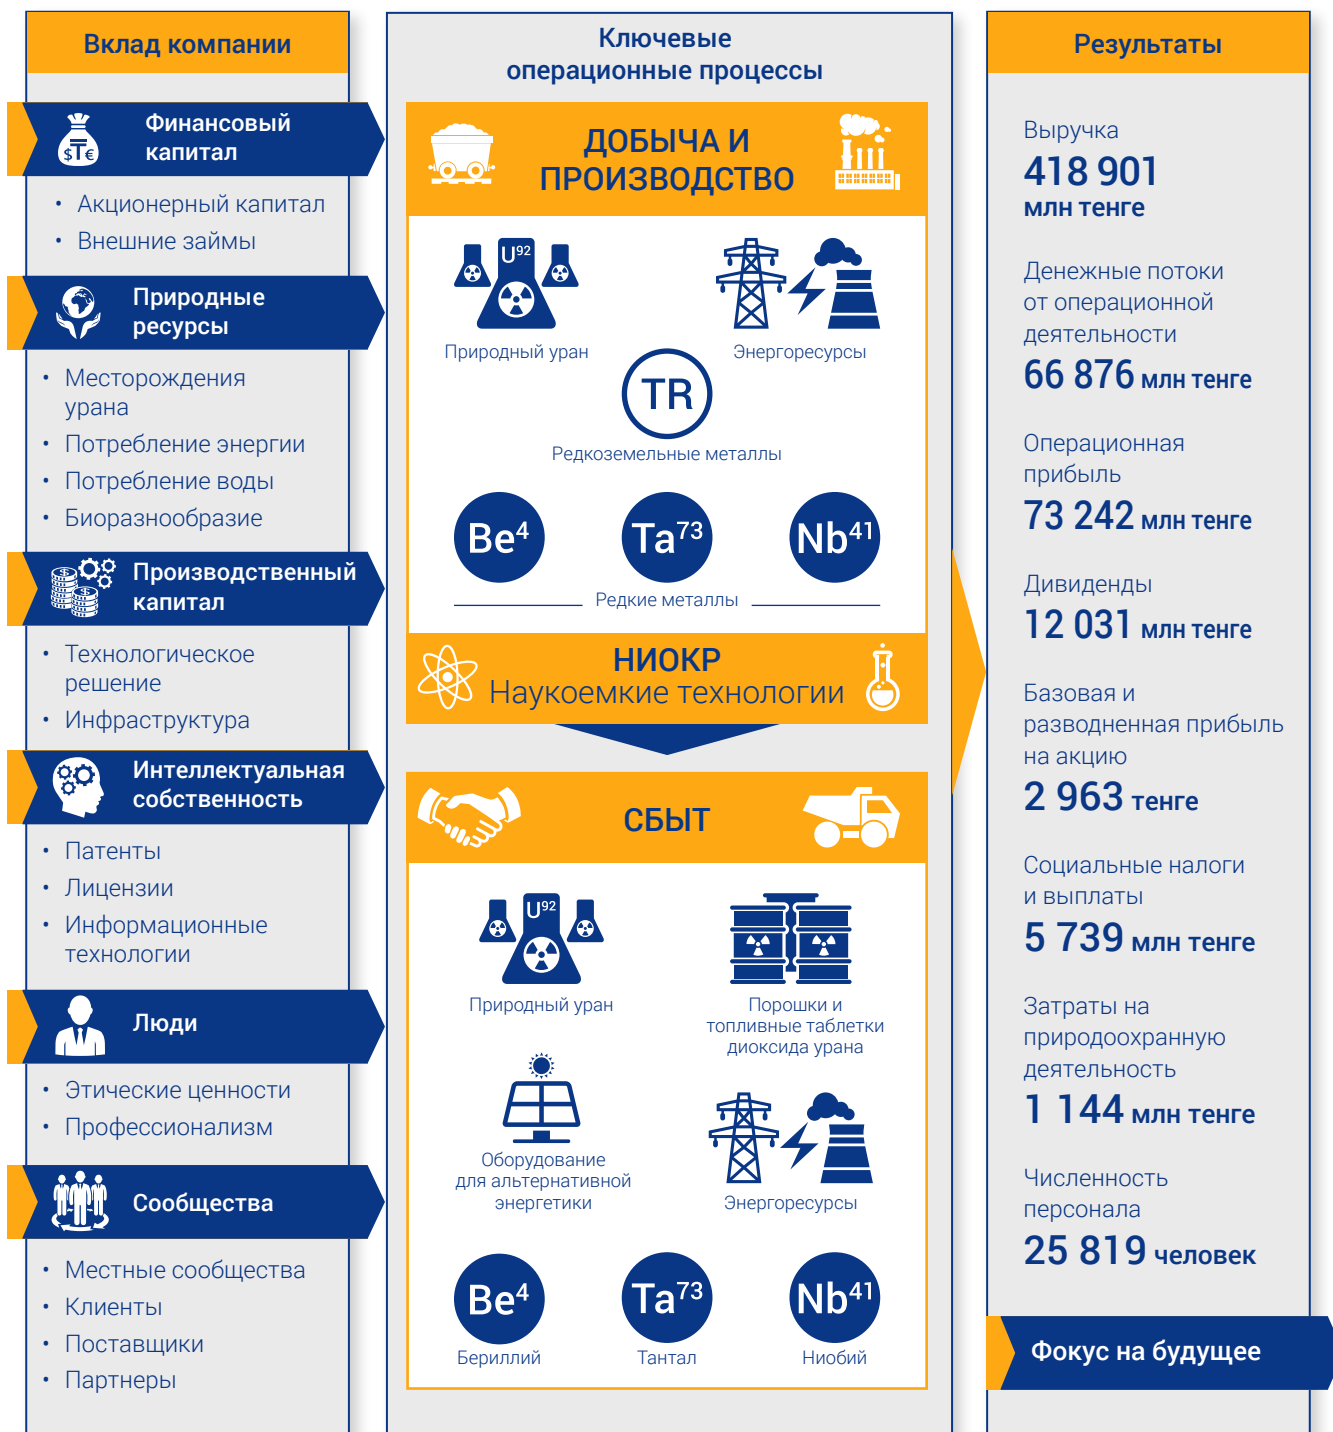 Вклад компании
$₸€
Финансовый
капитал
• Акционерный капитал
• Внешние займы
Природные
ресурсы
• Месторождения
урана
• Потребление энергии
• Потребление воды
• Биоразнообразие
$
$
Производственный
капитал
• Технологическое
решение
• Инфраструктура
Интеллектуальная
собственность
• Патенты
• Лицензии
• Информационные
технологии
Люди
• Этические ценности
• Профессионализм
Сообщества
• Местные сообщества
• Клиенты
• Поставщики
• Партнеры
Ключевые
операционные процессы
ДОБЫЧА И
ПРОИЗВОДСТВО
U92
Природный уран
Энергоресурсы
TR
Редкоземельные металлы
Be4
Ta73
Nb41
Редкие металлы
НИОКР
Наукоемкие технологии
СБЫТ
U92
Природный уран
Порошки и
топливные таблетки
диоксида урана
Оборудование
для альтернативной
энергетики
Энергоресурсы
Be4
Ta73
Nb41
Бериллий
Тантал
Ниобий
Результаты
Выручка
418 901
млн тенге
Денежные потоки
от операционной
деятельности
66 876 млн тенге
Операционная
прибыль
73 242 млн тенге
Дивиденды
12 031 млн тенге
Базовая и
разводненная прибыль
на акцию
2 963 тенге
Социальные налоги
и выплаты
5 739 млн тенге
Затраты на
природоохранную
деятельность
1 144 млн тенге
Численность
персонала
25 819 человек
Фокус на будущее